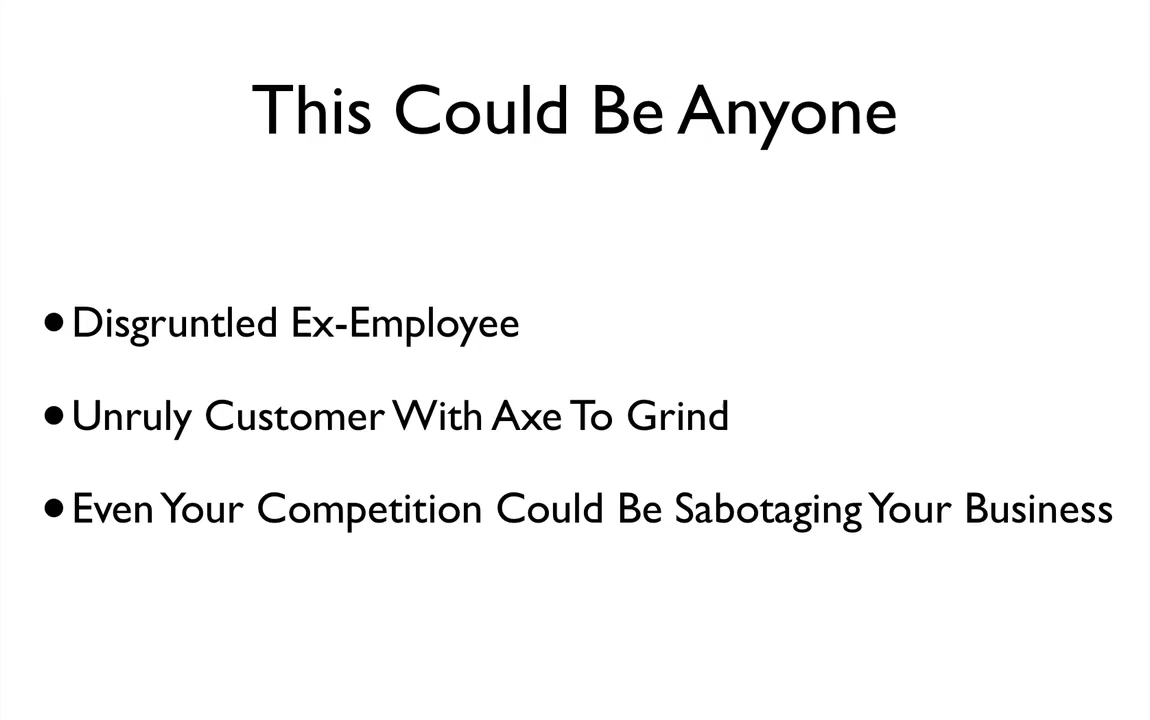 This Could Be Anyone
•Disgruntled Ex-Employee
•Unruly Customer With Axe To Grind
•Even Your Competition Could Be Sabotaging Your Business